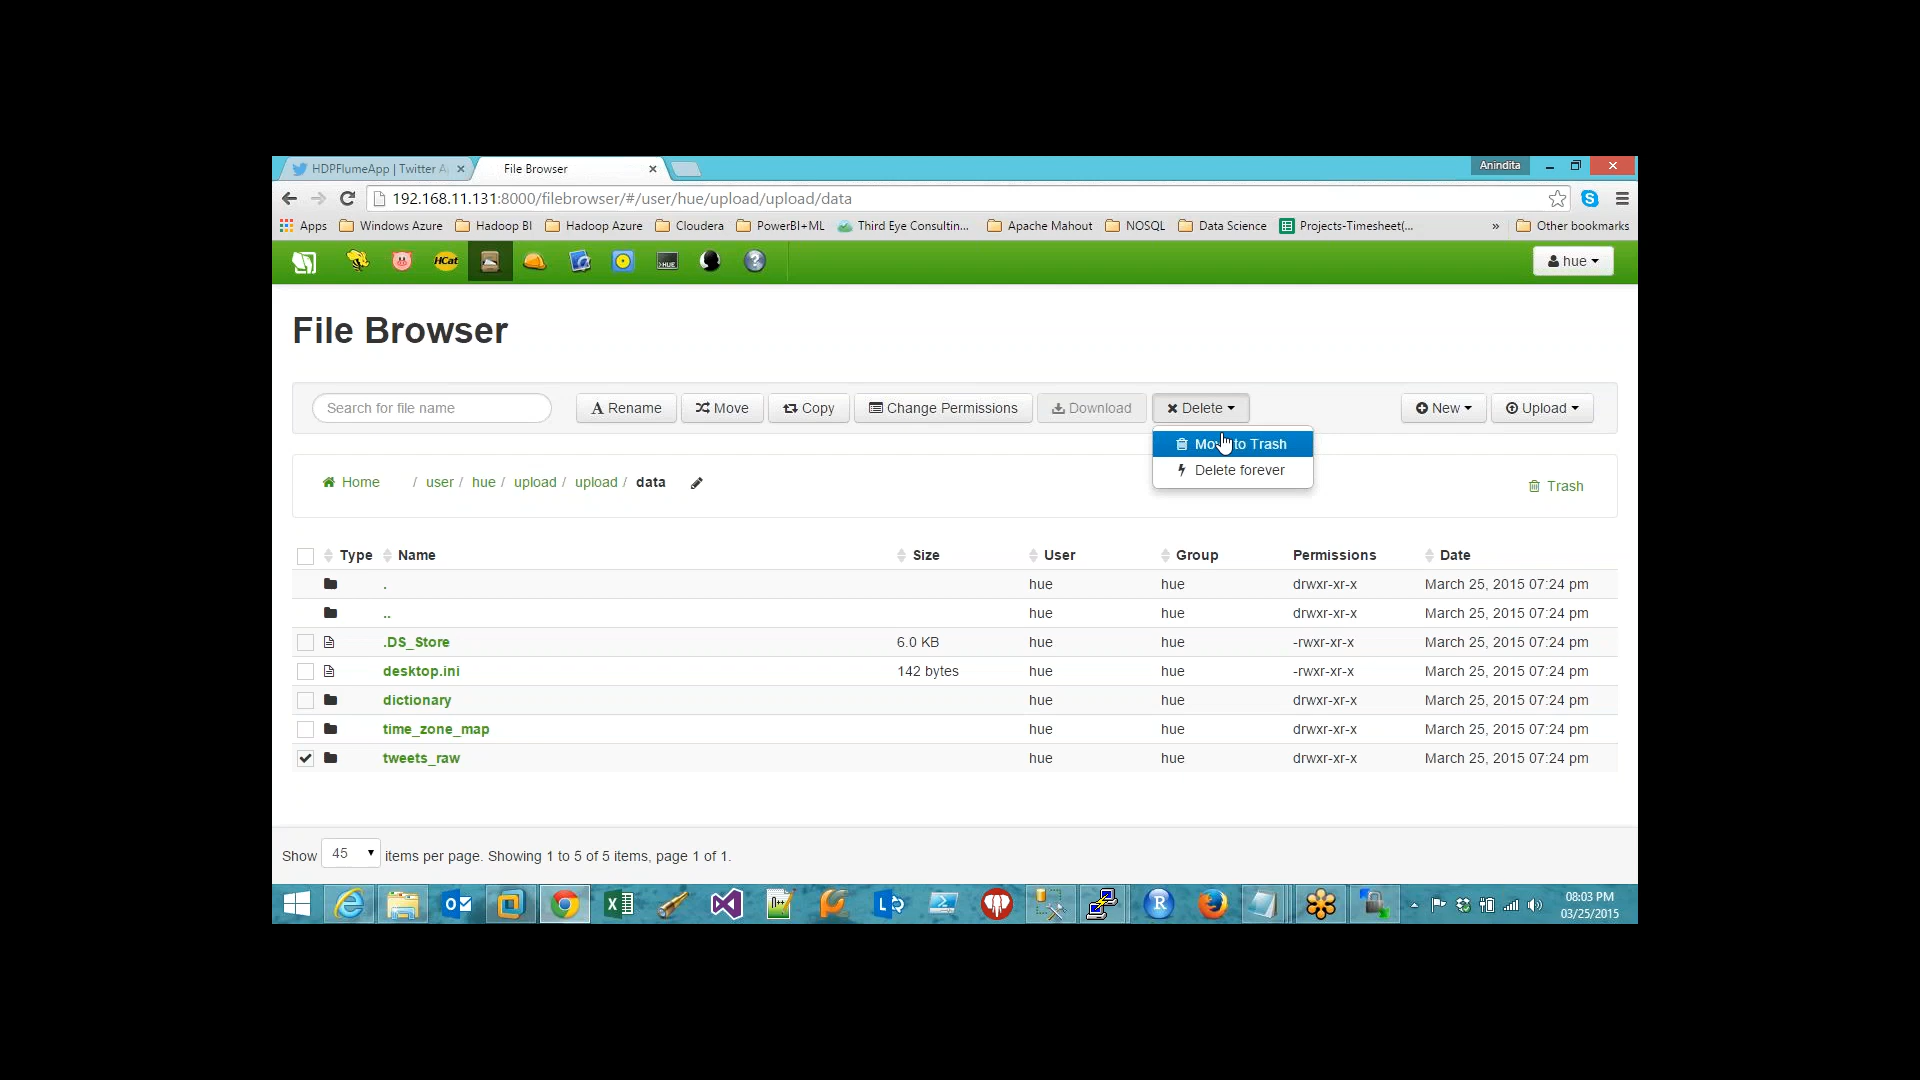 HDPFlumeApp | Twitter A
File Browser
Anindita
192.168.11.131:8000/filebrowser/#/user/hue/upload/upload/data
Apps Windows Azure Hadoop BI Hadoop Azure Cloudera PowerBI+ML Third Eye Consultin... Apache Mahout NOSQL Data Science Projects-Timesheet(... » Other bookmarks
HCat
hue
File Browser
Search for file name Rename Move Copy Change Permissions Download Delete New Upload
to Trash
Delete forever
Home / user / hue / upload / upload / data
Trash
Type Name Size User Group Permissions Date
. hue hue drwxr-xr-x March 25, 2015 07:24 pm
.. hue hue drwxr-xr-x March 25, 2015 07:24 pm
.DS_Store 6.0 KB hue hue -rwxr-xr-x March 25, 2015 07:24 pm
desktop.ini 142 bytes hue hue -rwxr-xr-x March 25, 2015 07:24 pm
dictionary hue hue drwxr-xr-x March 25, 2015 07:24 pm
time_zone_map hue hue drwxr-xr-x March 25, 2015 07:24 pm
tweets_raw hue hue drwxr-xr-x March 25, 2015 07:24 pm
Show 45 items per page. Showing 1 to 5 of 5 items, page 1 of 1.
08:03 PM
03/25/2015